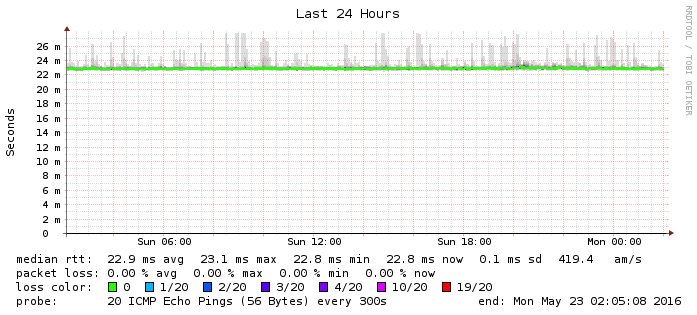 Last 24 Hours
RRDTOOL / TOBI OETIKER
Seconds
26 m
24 m
22 m
20 m
18 m
16 m
14 m
12 m
10 m
8 m
6 m
4 m
2 m
0
Sun 06:00 Sun 12:00 Sun 18:00 Mon 00:00
median rtt: 22.9 ms avg 23.1 ms max 22.8 ms min 22.8 ms now 0.1 ms sd 419.4 am/s
packet loss: 0.00 % avg 0.00 % max 0.00 % min 0.00 % now
loss color: 0 1/20 2/20 3/20 4/20 10/20 19/20
probe: 20 ICMP Echo Pings (56 Bytes) every 300s end: Mon May 23 02:05:08 2016